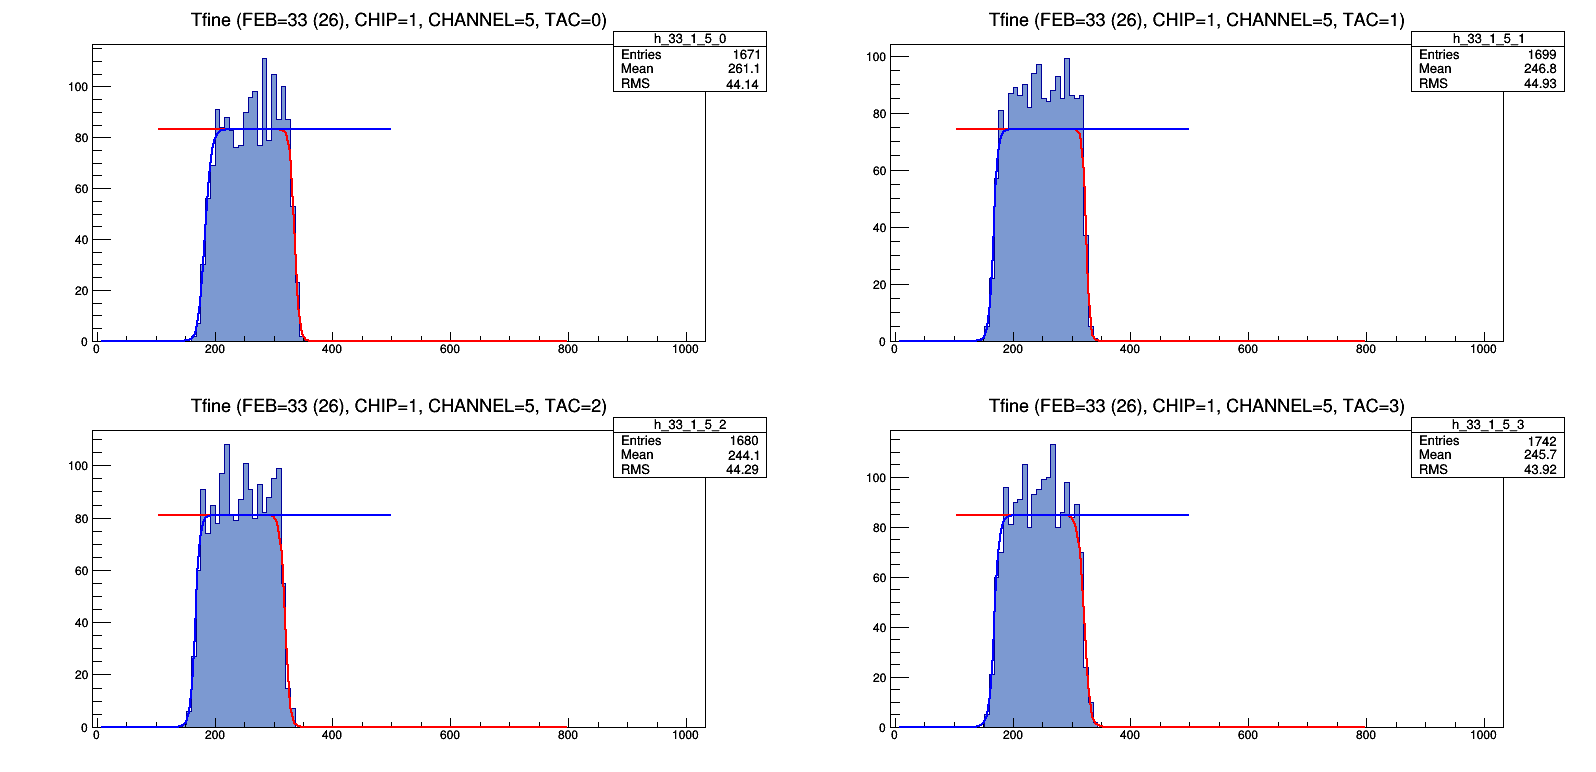 Tfine (FEB=33 (26), CHIP=1, CHANNEL=5, TAC=0)
h_33_1_5_0
Entries 1671
Mean 261.1
RMS 44.14
100
80
60
40
20
0
0 200 400 600 800 1000
Tfine (FEB=33 (26), CHIP=1, CHANNEL=5, TAC=1)
h_33_1_5_1
Entries 1699
Mean 246.8
RMS 44.93
100
80
60
40
20
0
0 200 400 600 800 1000
Tfine (FEB=33 (26), CHIP=1, CHANNEL=5, TAC=2)
h_33_1_5_2
Entries 1680
Mean 244.1
RMS 44.29
100
80
60
40
20
0
0 200 400 600 800 1000
Tfine (FEB=33 (26), CHIP=1, CHANNEL=5, TAC=3)
h_33_1_5_3
Entries 1742
Mean 245.7
RMS 43.92
100
80
60
40
20
0
0 200 400 600 800 1000